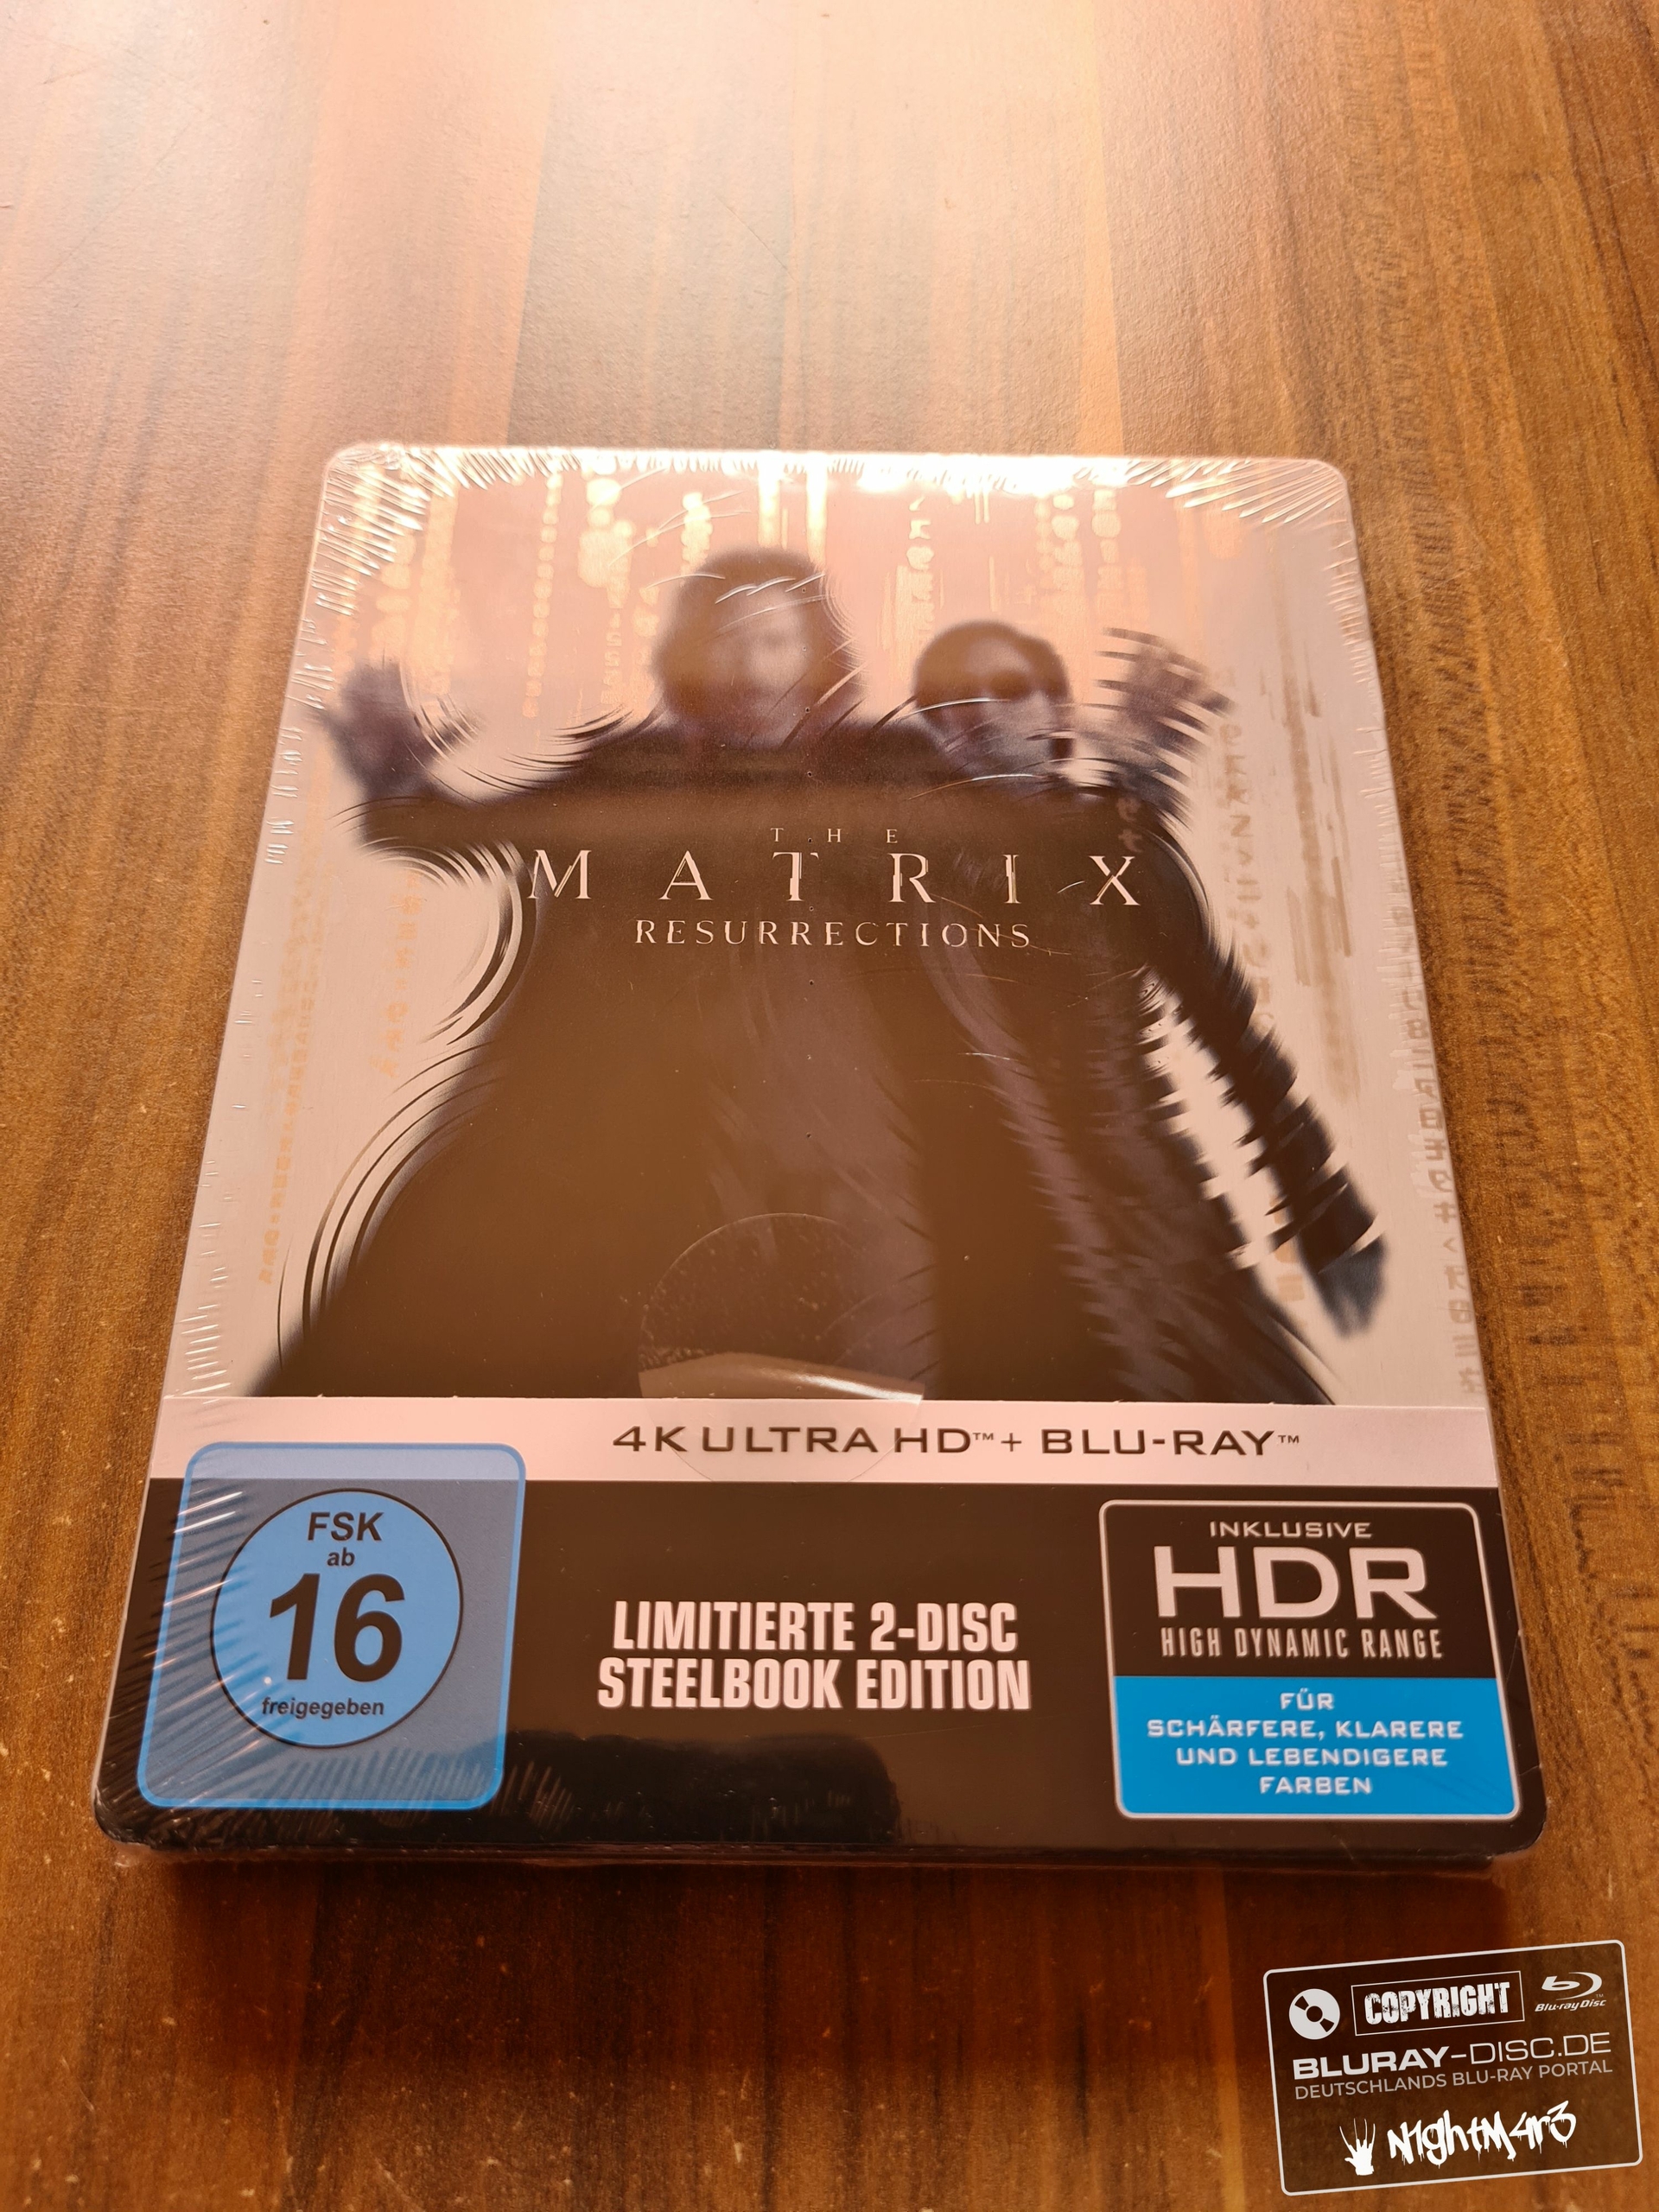 THE
MATRIX
RESURRECTIONS
4K ULTRA HD™ + BLU-RAY™
FSK
ab
16
freigegeben
LIMITIERTE 2-DISC
STEELBOOK EDITION
INKLUSIVE
HDR
HIGH DYNAMIC RANGE
FÜR
SCHÄRFERE, KLARERE
UND LEBENDIGERE
FARBEN
COPYRIGHT
Blu-ray Disc™
BLURAY-DISC.DE
DEUTSCHLANDS BLU-RAY PORTAL
N1ghtM4r3